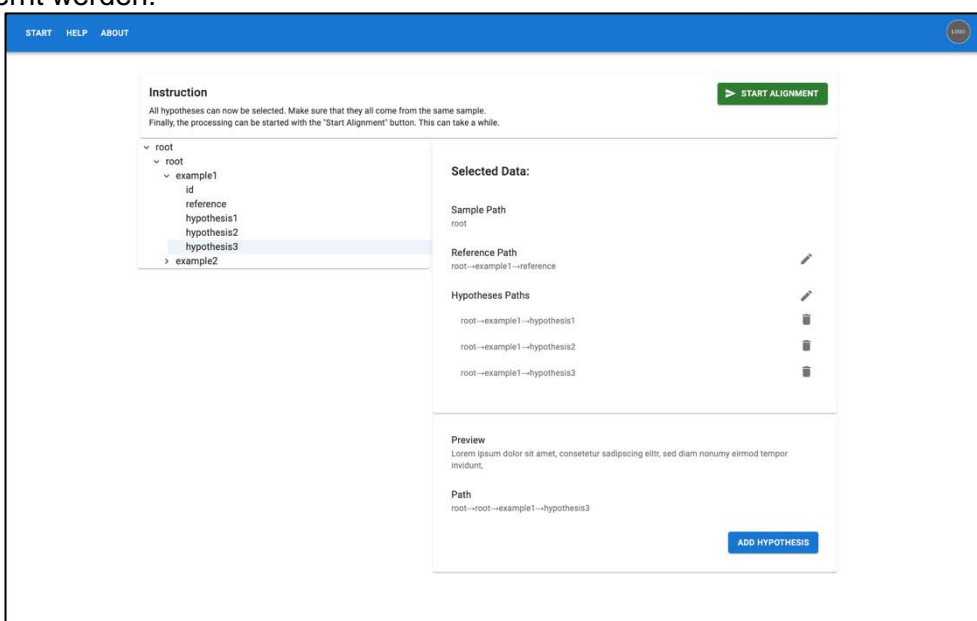 START HELP ABOUT
LOGO
Instruction
START ALIGNMENT
All hypotheses can now be selected. Make sure that they all come from the same sample.
Finally, the processing can be started with the "Start Alignment" button. This can take a while.
root
root
example1
id
reference
hypothesis1
hypothesis2
hypothesis3
example2
Selected Data:
Sample Path
root
Reference Path
root→example1→reference
Hypotheses Paths
root→example1→hypothesis1
root→example1→hypothesis2
root→example1→hypothesis3
Preview
Lorem ipsum dolor sit amet, consetetur sadipscing elitr, sed diam nonumy eirmod tempor
invidunt,
Path
root→root→example1→hypothesis3
ADD HYPOTHESIS